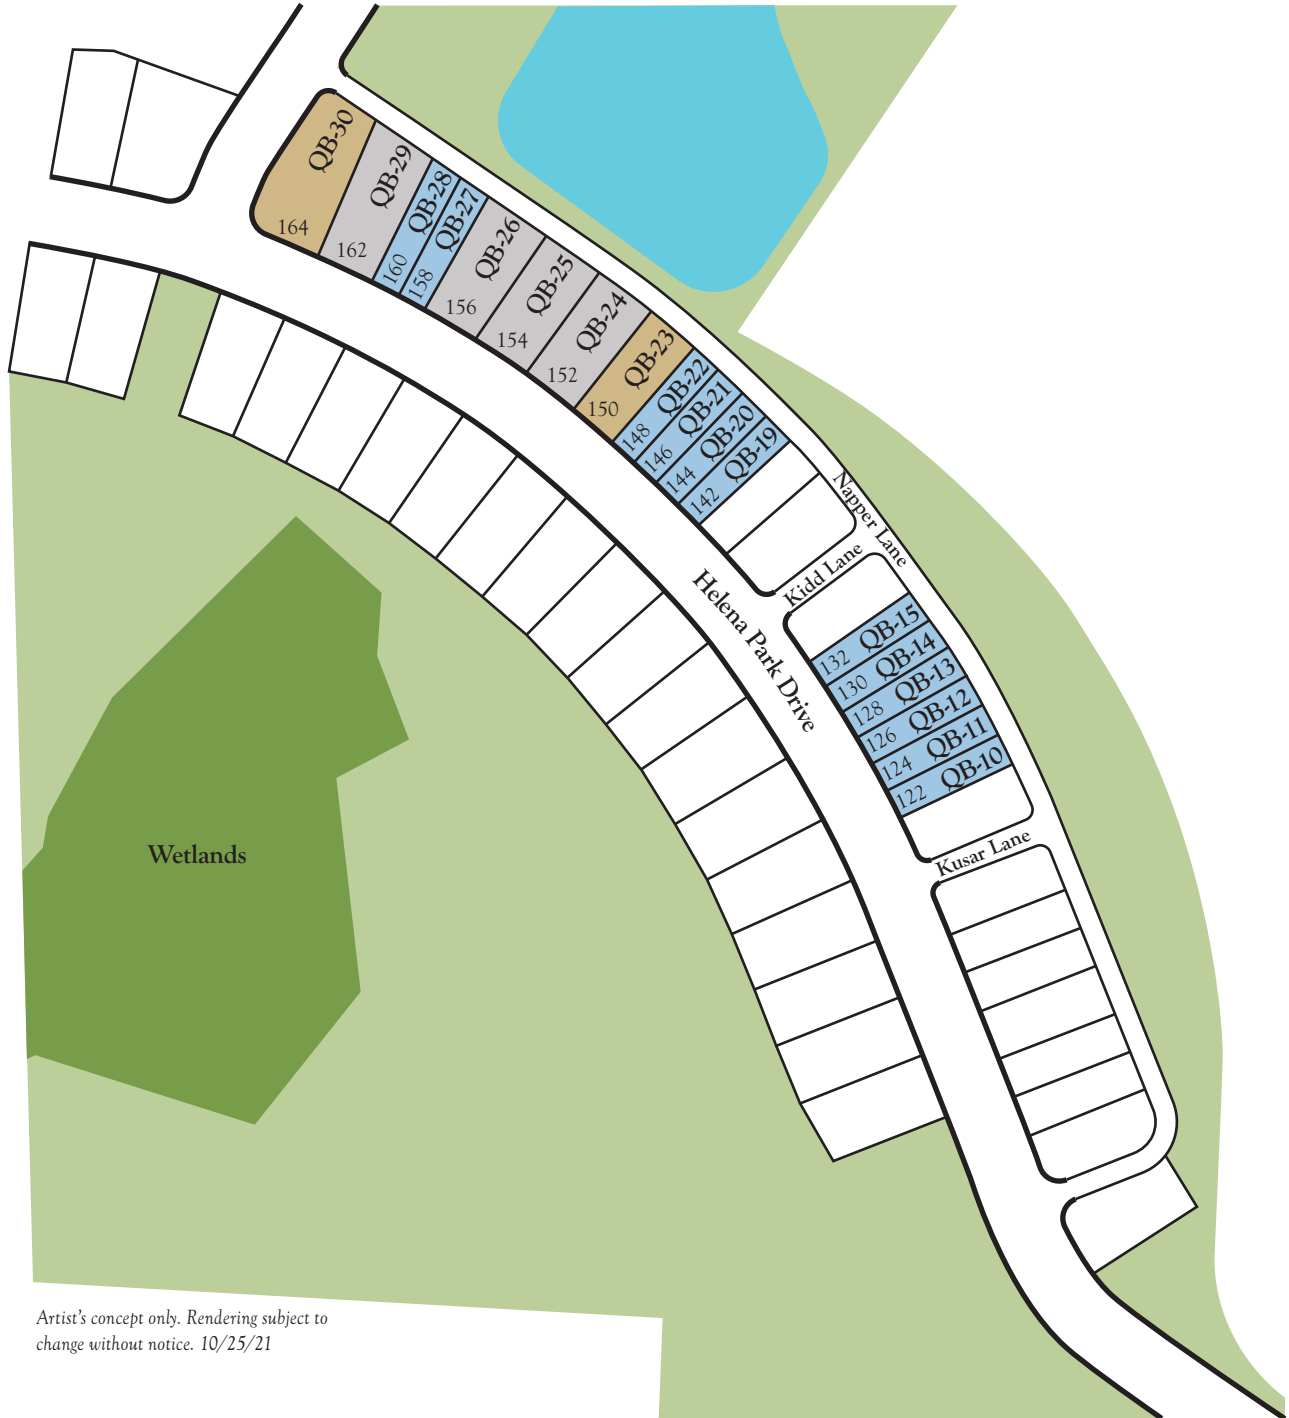 QB-30
164
QB-29
162
QB-28
160
QB-27
158
QB-26
156
QB-25
154
QB-24
152
QB-23
150
QB-22
148
QB-21
146
QB-20
144
QB-19
142
Napper Lane
Kidd Lane
Helena Park Drive
QB-15
132
QB-14
130
QB-13
128
QB-12
126
QB-11
124
QB-10
122
Kusar Lane
Wetlands
Artist's concept only. Rendering subject to
change without notice. 10/25/21